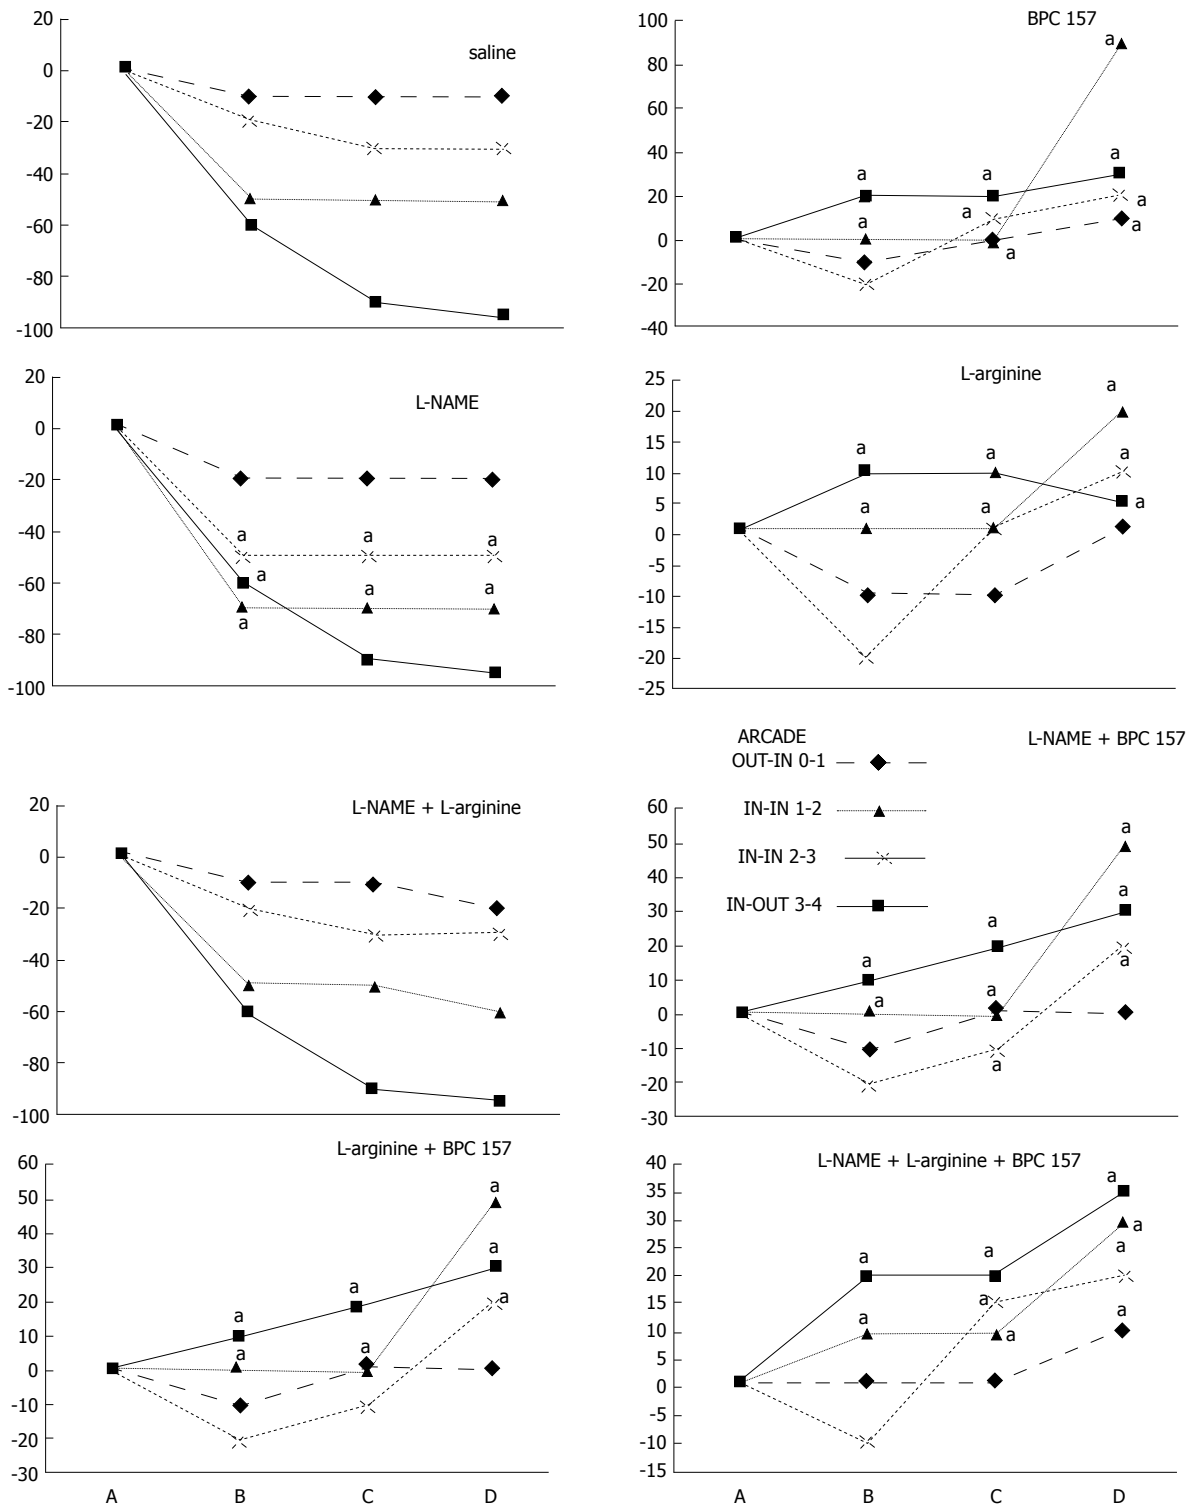 saline
20
0
-20
-40
-60
-80
-100
BPC 157
100
80
60
40
20
0
-20
-40
a
a
a
a
a
a
a
a
a
a
L-NAME
20
0
-20
-40
-60
-80
-100
a
a
a
a
a
a
a
L-arginine
25
20
15
10
5
0
-5
-10
-15
-20
-25
a
a
a
a
a
a
a
ARCADE
OUT-IN 0-1
IN-IN 1-2
IN-IN 2-3
IN-OUT 3-4
L-NAME + L-arginine
20
0
-20
-40
-60
-80
-100
L-NAME + BPC 157
60
50
40
30
20
10
0
-10
-20
-30
a
a
a
a
a
a
a
a
L-arginine + BPC 157
60
50
40
30
20
10
0
-10
-20
-30
a
a
a
a
a
a
a
A B C D
L-NAME + L-arginine + BPC 157
40
35
30
25
20
15
10
5
0
-5
-10
-15
a
a
a
a
a
a
a
a
a
A B C D